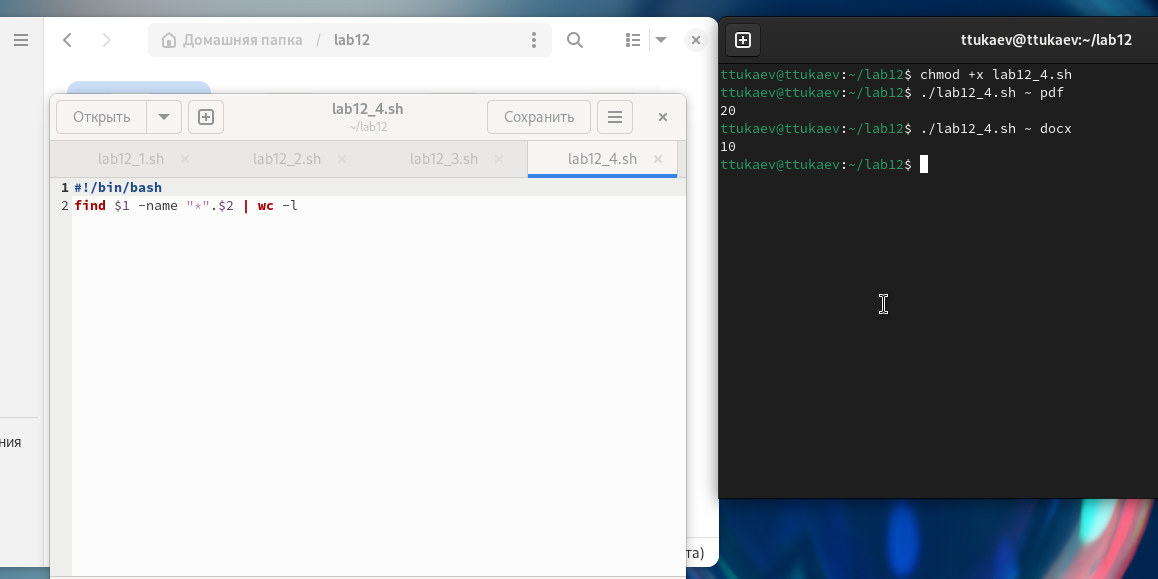 Домашняя папка / lab12
ttukaev@ttukaev:~/lab12
Открыть
lab12_4.sh
~/lab12
Сохранить
lab12_1.sh
lab12_2.sh
lab12_3.sh
lab12_4.sh
1 #!/bin/bash
2 find $1 -name "*".$2 | wc -l
ttukaev@ttukaev:~/lab12$ chmod +x lab12_4.sh
ttukaev@ttukaev:~/lab12$ ./lab12_4.sh ~ pdf
20
ttukaev@ttukaev:~/lab12$ ./lab12_4.sh ~ docx
10
ttukaev@ttukaev:~/lab12$
ния
та)